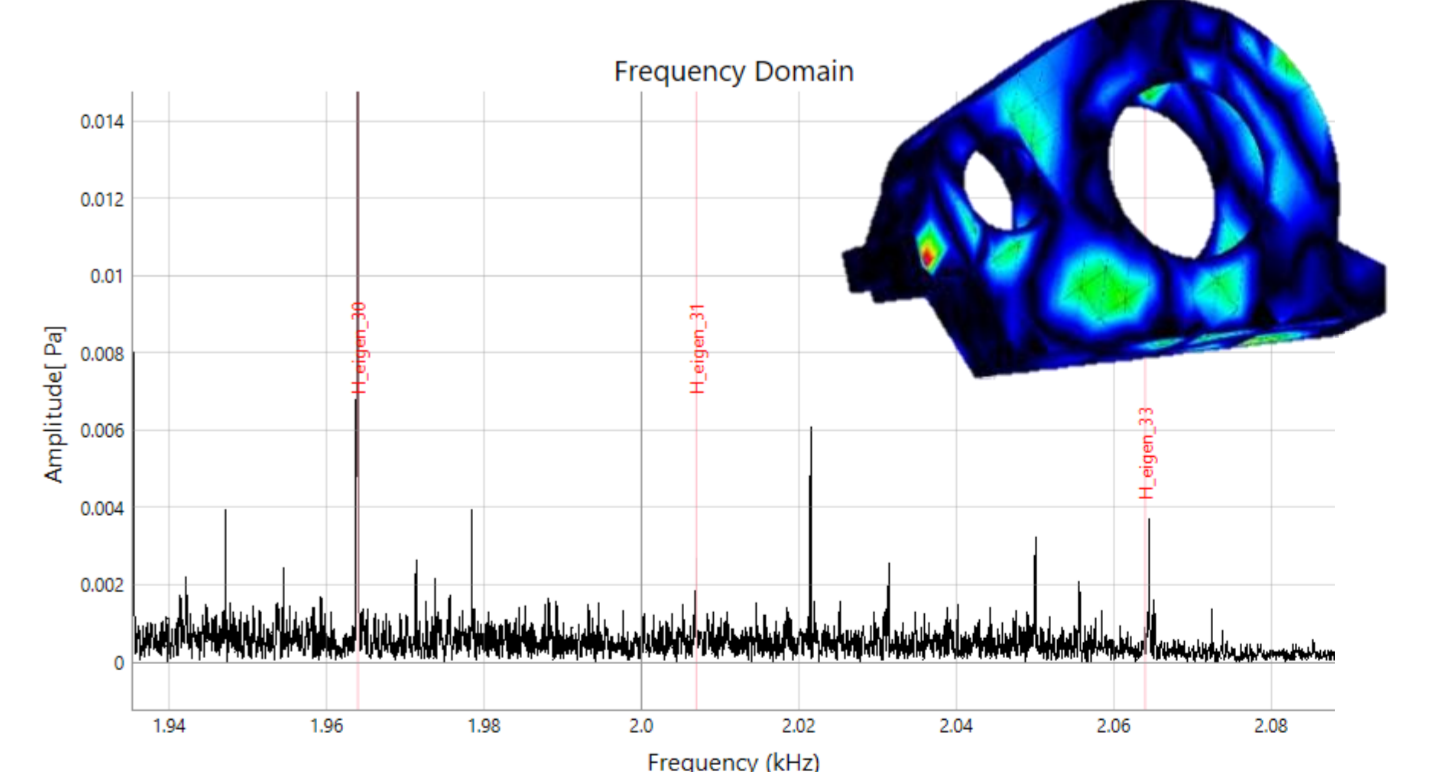 Frequency Domain
Amplitude[ Pa]
0.014
0.012
0.01
0.008
0.006
0.004
0.002
0
H_eigen_30
H_eigen_31
H_eigen_33
1.94
1.96
1.98
2.0
2.02
2.04
2.06
2.08
Frequency (kHz)